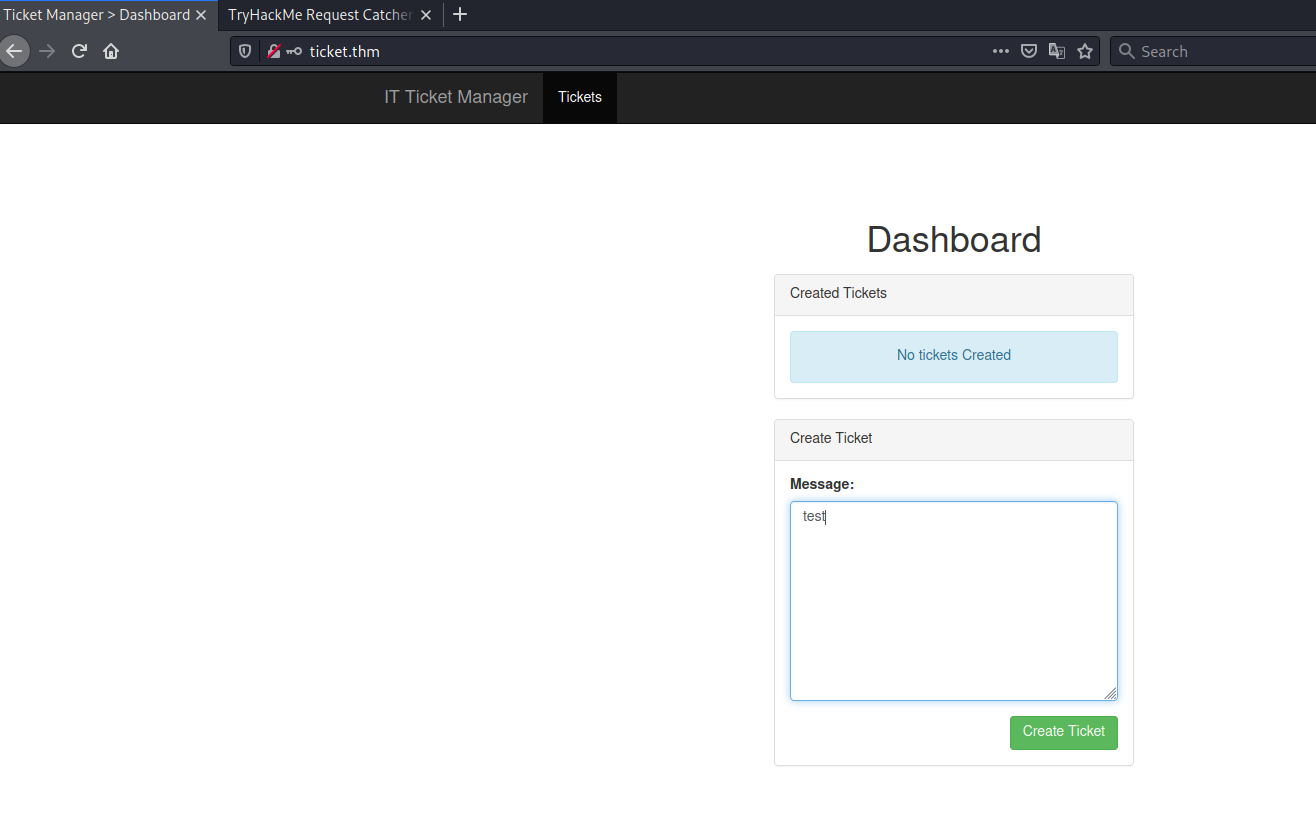 Ticket Manager > Dashboard
TryHackMe Request Catcher
ticket.thm
Search
IT Ticket Manager
Tickets
Dashboard
Created Tickets
No tickets Created
Create Ticket
Message:
test
Create Ticket